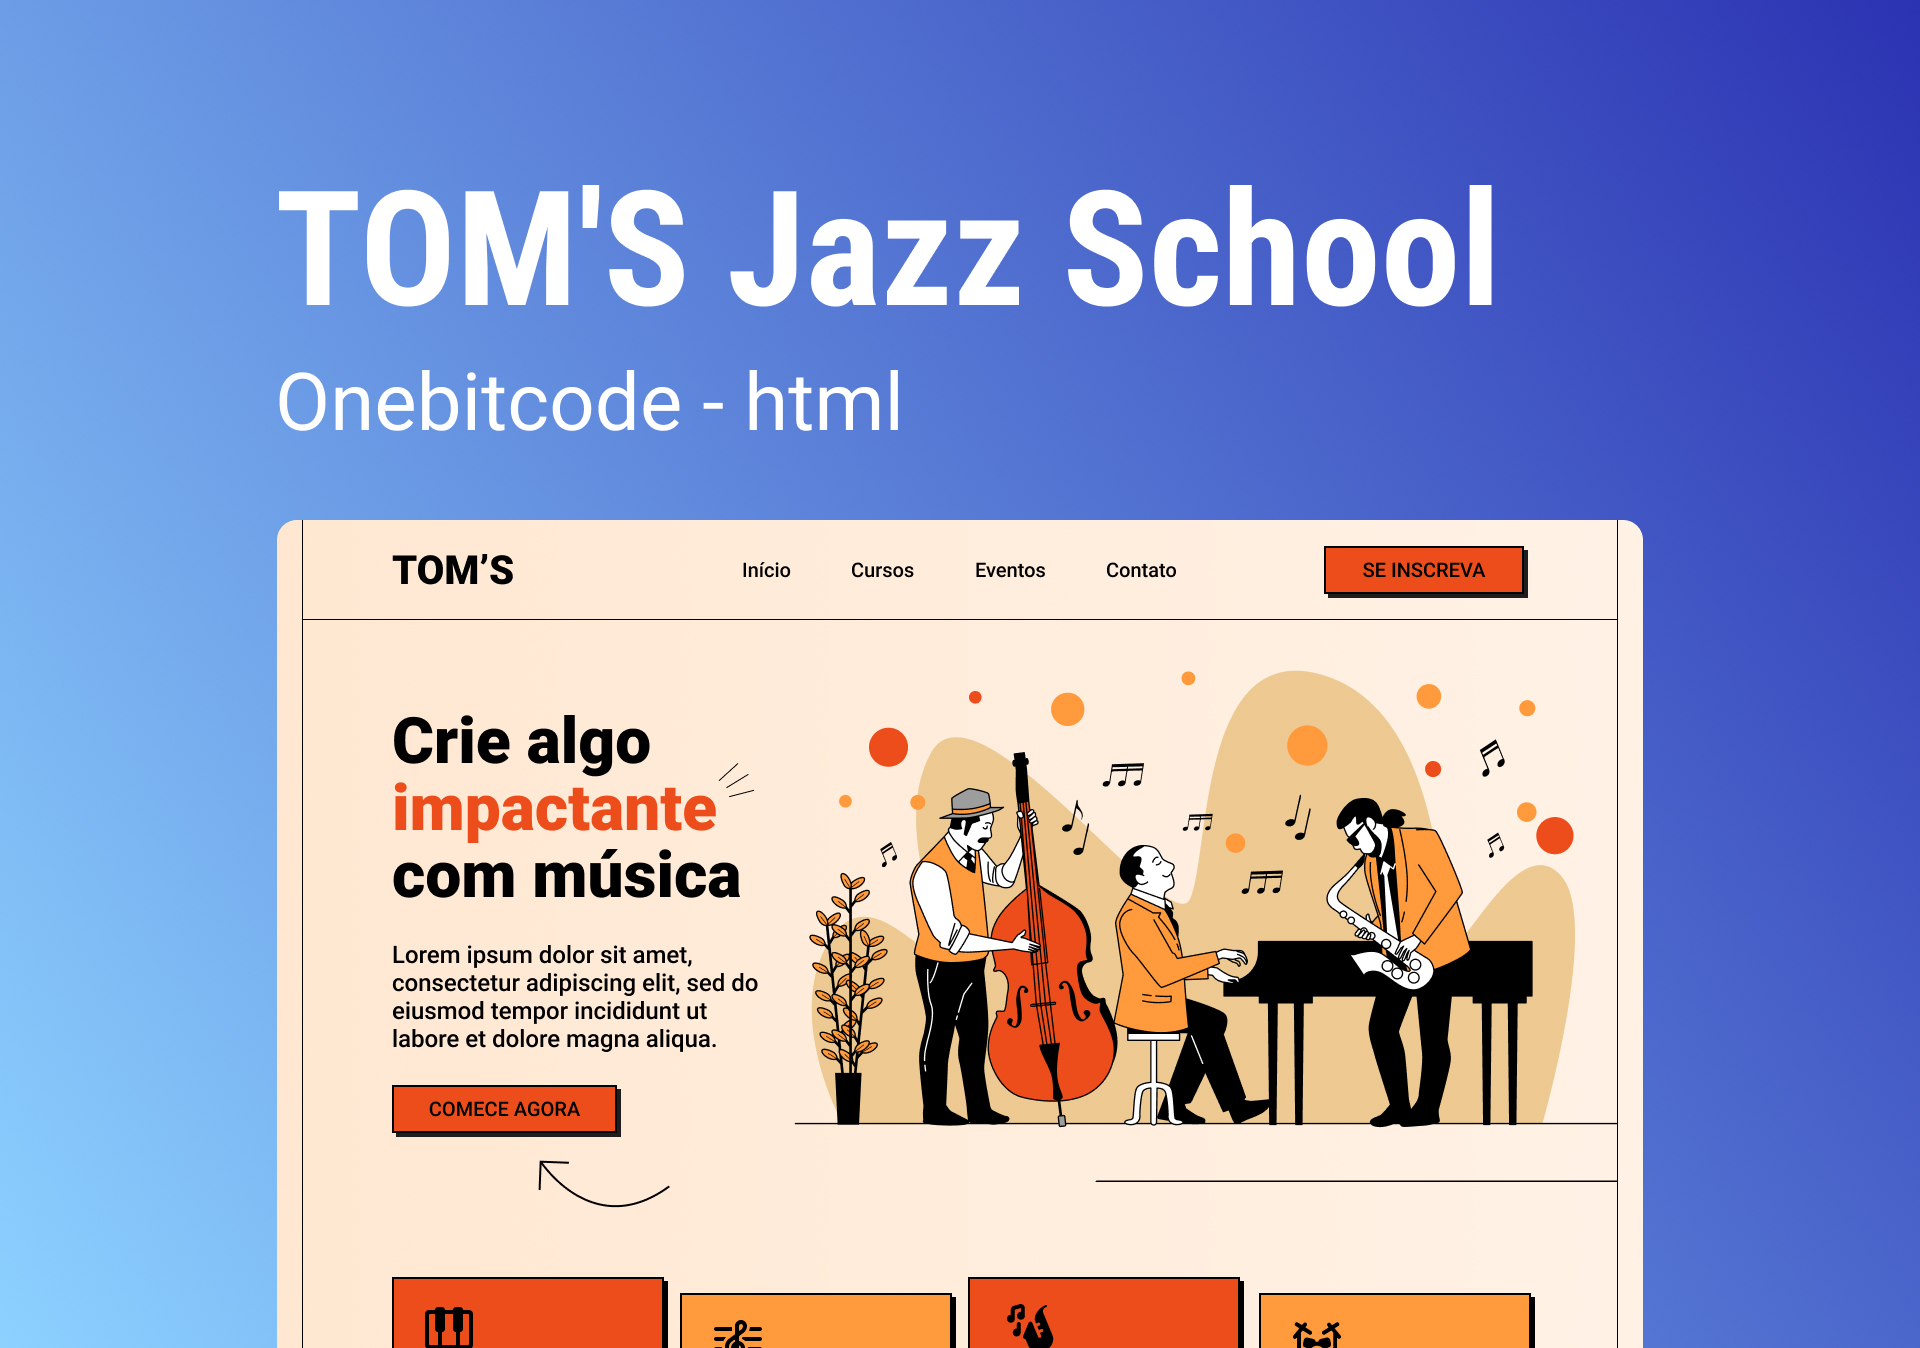 TOM'S Jazz School
Onebitcode - html
TOM’S
Início
Cursos
Eventos
Contato
SE INSCREVA
Crie algo
impactante
com música
Lorem ipsum dolor sit amet,
consectetur adipiscing elit, sed do
eiusmod tempor incididunt ut
labore et dolore magna aliqua.
COMECE AGORA